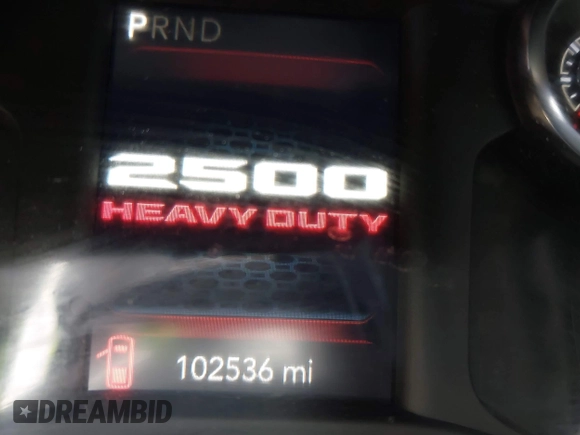 PRND
2500
HEAVY DUTY
102536 mi
DREAMBID